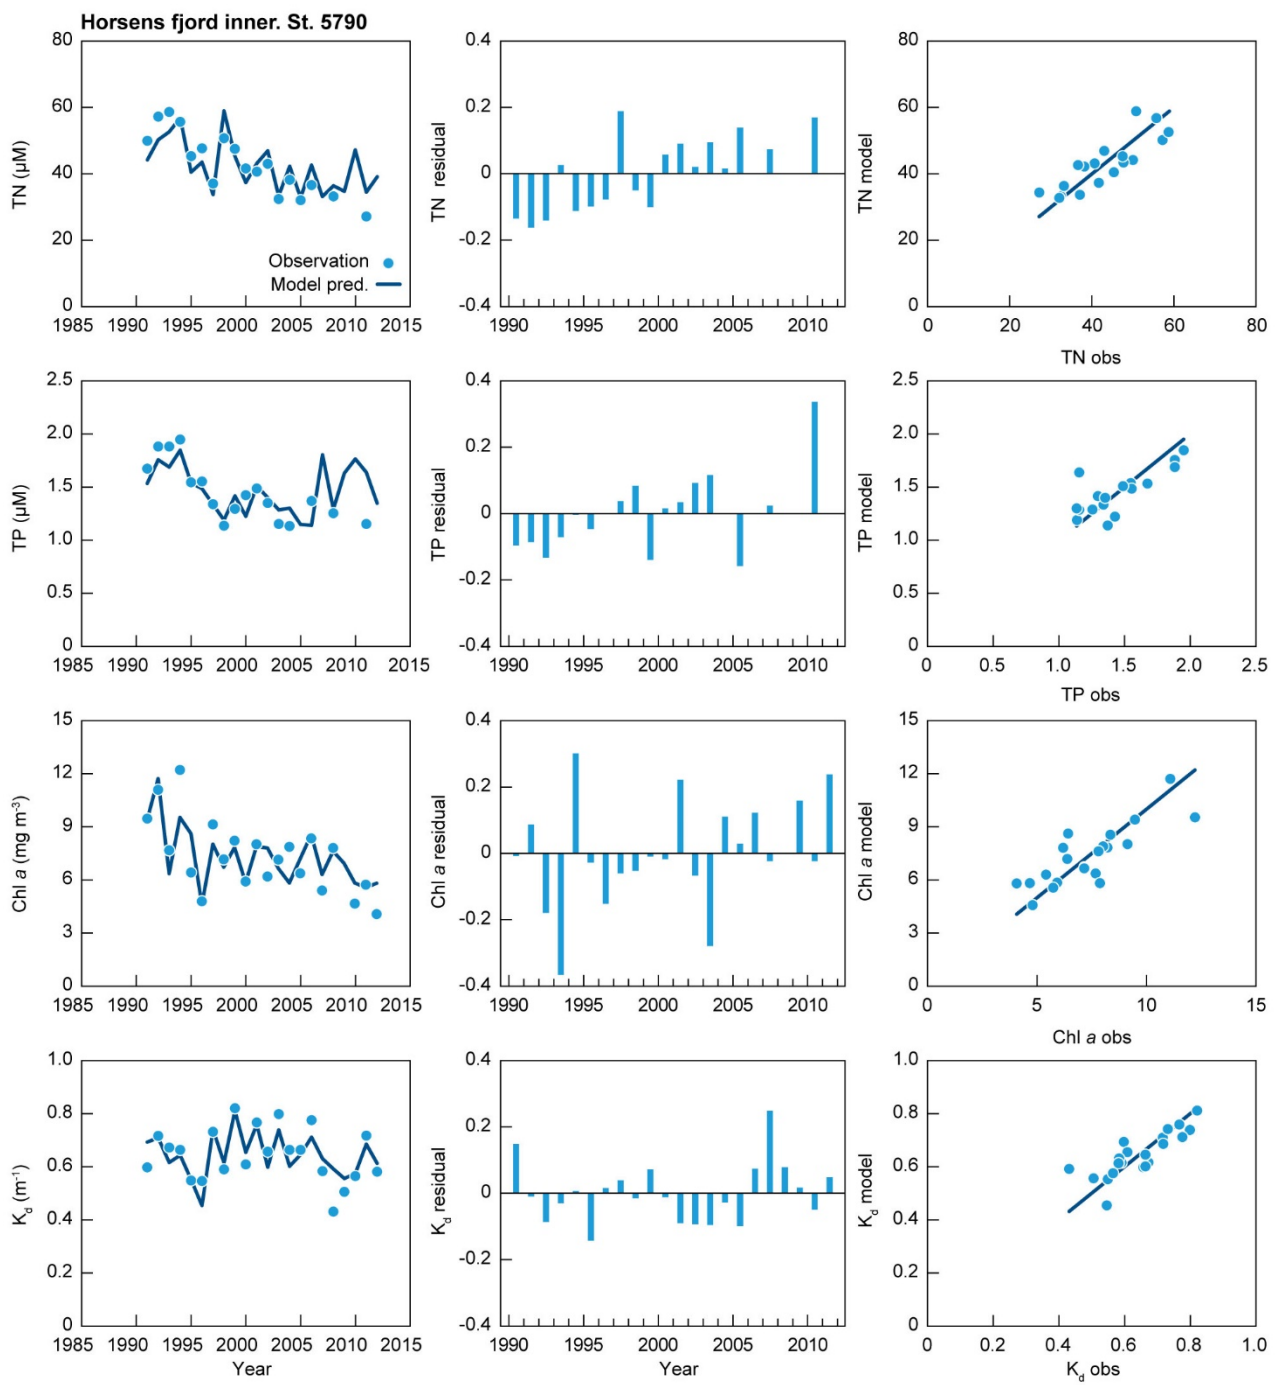 Horsens fjord inner. St. 5790
TN (µM)
80
60
40
20
0
Observation
Model pred.
1985 1990 1995 2000 2005 2010 2015
TN residual
0.4
0.2
0
-0.2
-0.4
1990 1995 2000 2005 2010
TN model
80
60
40
20
0
0 20 40 60 80
TN obs
TP (µM)
2.5
2.0
1.5
1.0
0.5
0
1985 1990 1995 2000 2005 2010 2015
TP residual
0.4
0.2
0
-0.2
-0.4
1990 1995 2000 2005 2010
TP model
2.5
2.0
1.5
1.0
0.5
0
0 0.5 1.0 1.5 2.0 2.5
TP obs
Chl a (mg m⁻³)
15
12
9
6
3
0
1985 1990 1995 2000 2005 2010 2015
Chl a residual
0.4
0.2
0
-0.2
-0.4
1990 1995 2000 2005 2010
Chl a model
15
12
9
6
3
0
0 5 10 15
Chl a obs
K_d (m⁻¹)
1.0
0.8
0.6
0.4
0.2
0
1985 1990 1995 2000 2005 2010 2015
Year
K_d residual
0.4
0.2
0
-0.2
-0.4
1990 1995 2000 2005 2010
Year
K_d model
1.0
0.8
0.6
0.4
0.2
0
0 0.2 0.4 0.6 0.8 1.0
K_d obs